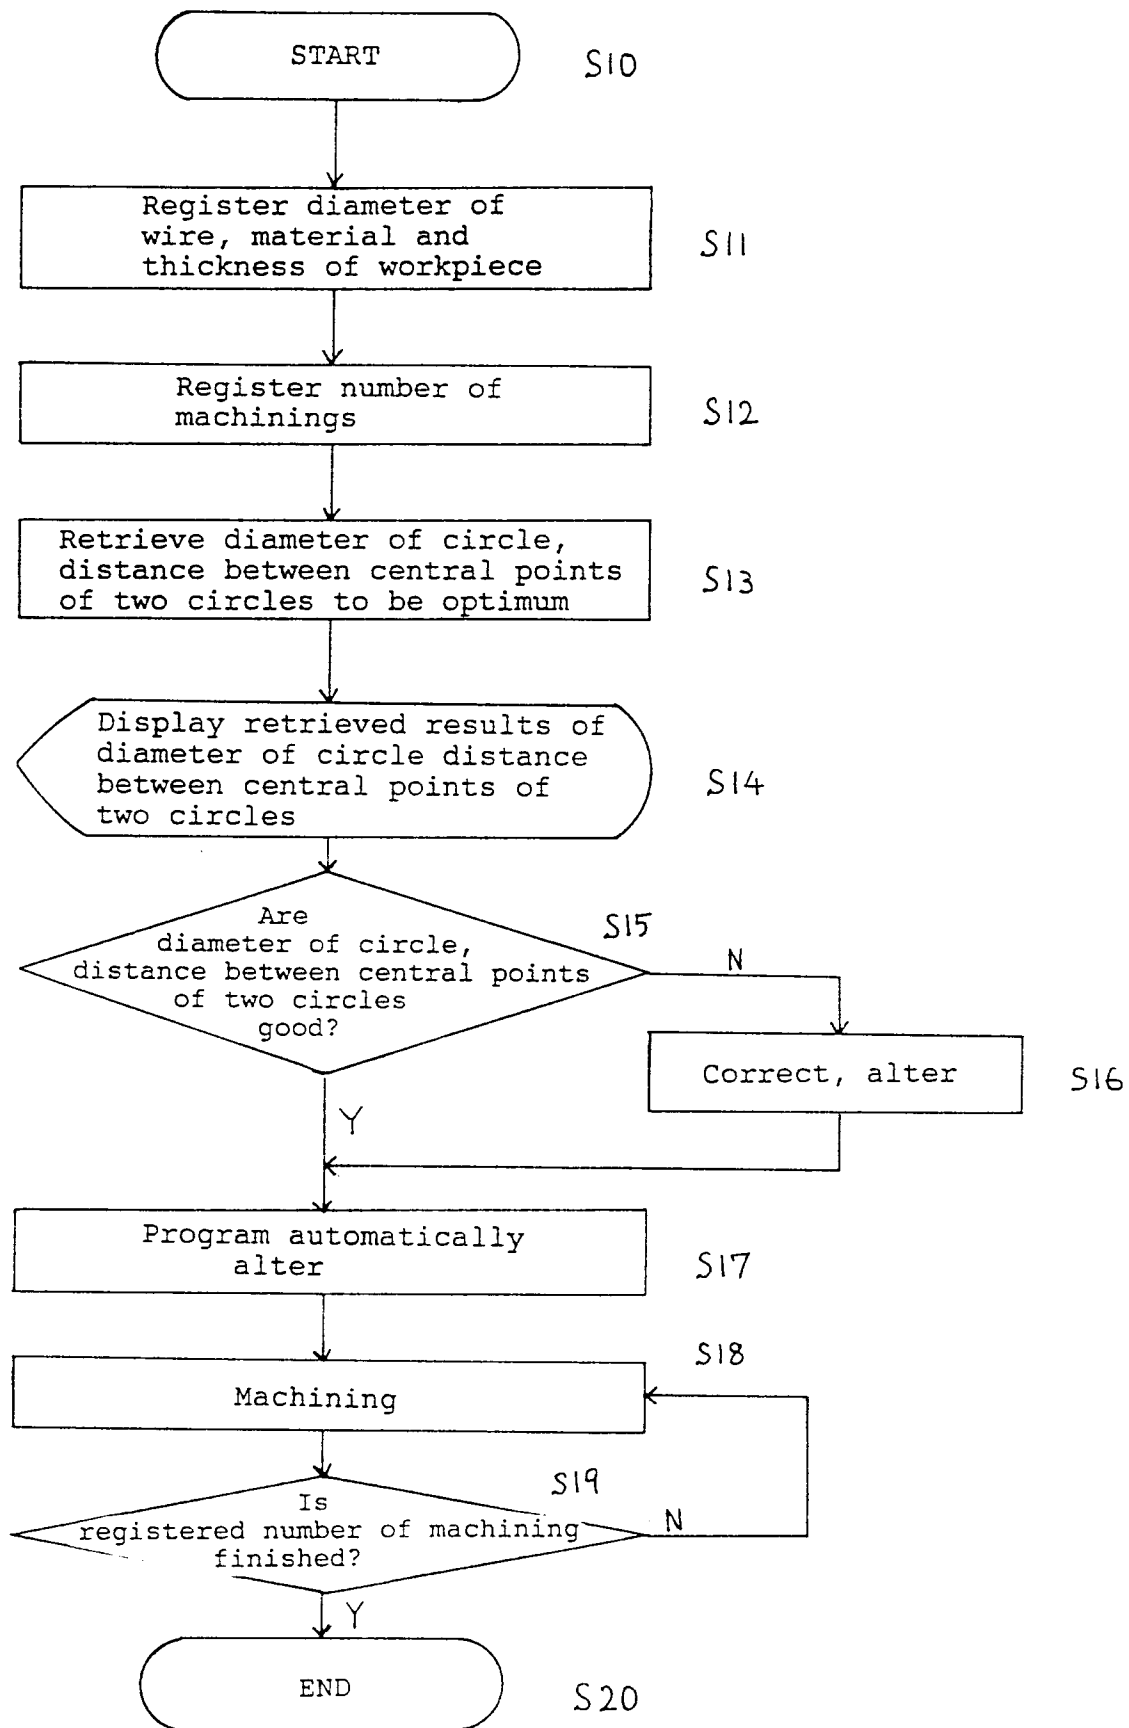 START
S10
Register diameter of
wire, material and
thickness of workpiece
S11
Register number of
machinings
S12
Retrieve diameter of circle,
distance between central points
of two circles to be optimum
S13
Display retrieved results of
diameter of circle distance
between central points of
two circles
S14
Are
diameter of circle,
distance between central points
of two circles
good?
S15
N
Correct, alter
S16
Y
Program automatically
alter
S17
Machining
S18
Is
registered number of machining
finished?
S19
N
Y
END
S20